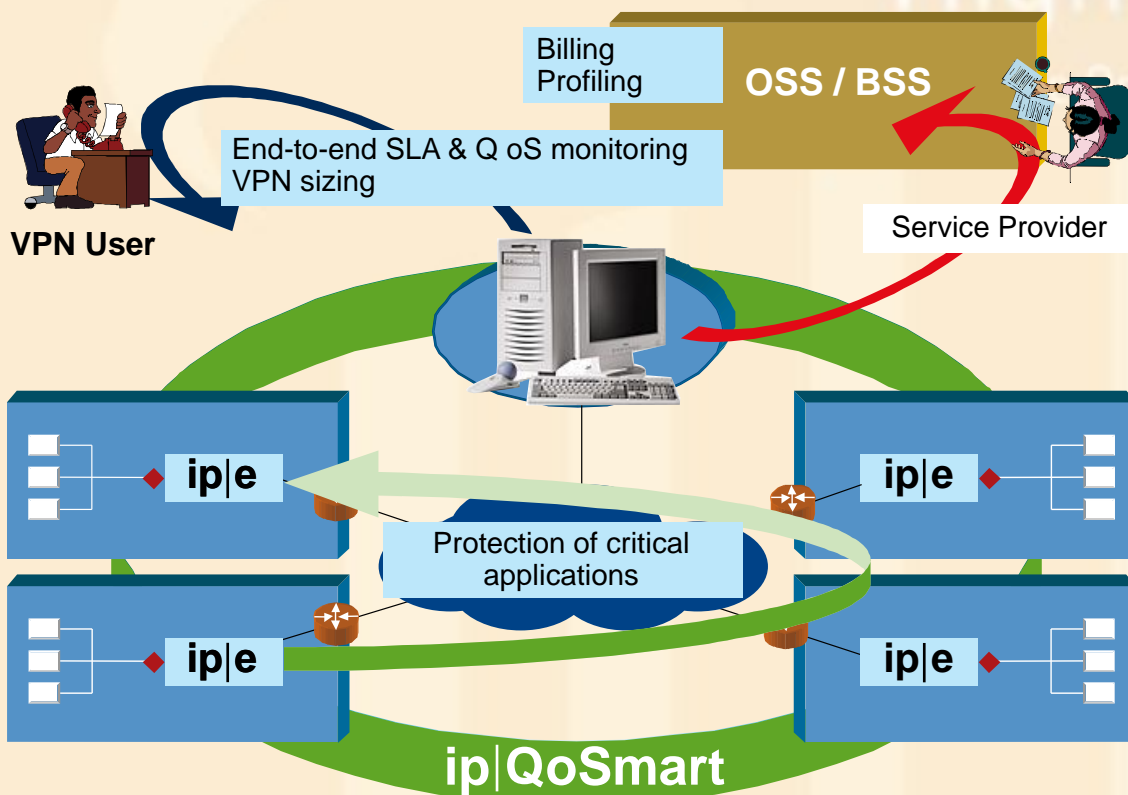 Billing
Profiling
OSS / BSS
End-to-end SLA & Q oS monitoring
VPN sizing
VPN User
Service Provider
ip|e
ip|e
Protection of critical
applications
ip|e
ip|e
ip|QoSmart